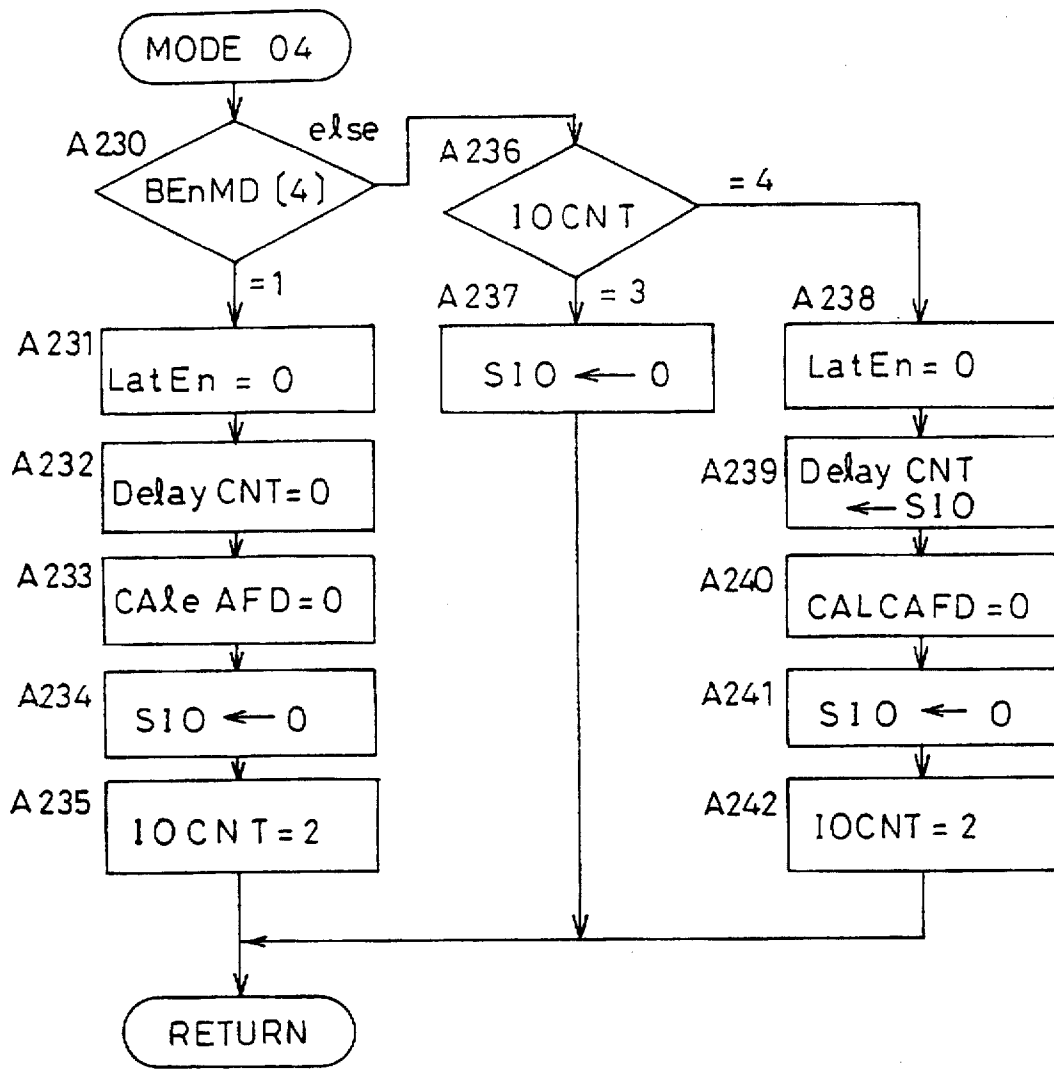 MODE 04
A230
BEnMD (4)
else
=1
A231
LatEn = 0
A232
Delay CNT=0
A233
CAle AFD=0
A234
SIO ← 0
A235
IOCNT=2
A236
IOCNT
=3
=4
A237
SIO ← 0
A238
LatEn=0
A239
Delay CNT
← SIO
A240
CALCAFD=0
A241
SIO ← 0
A242
IOCNT=2
RETURN